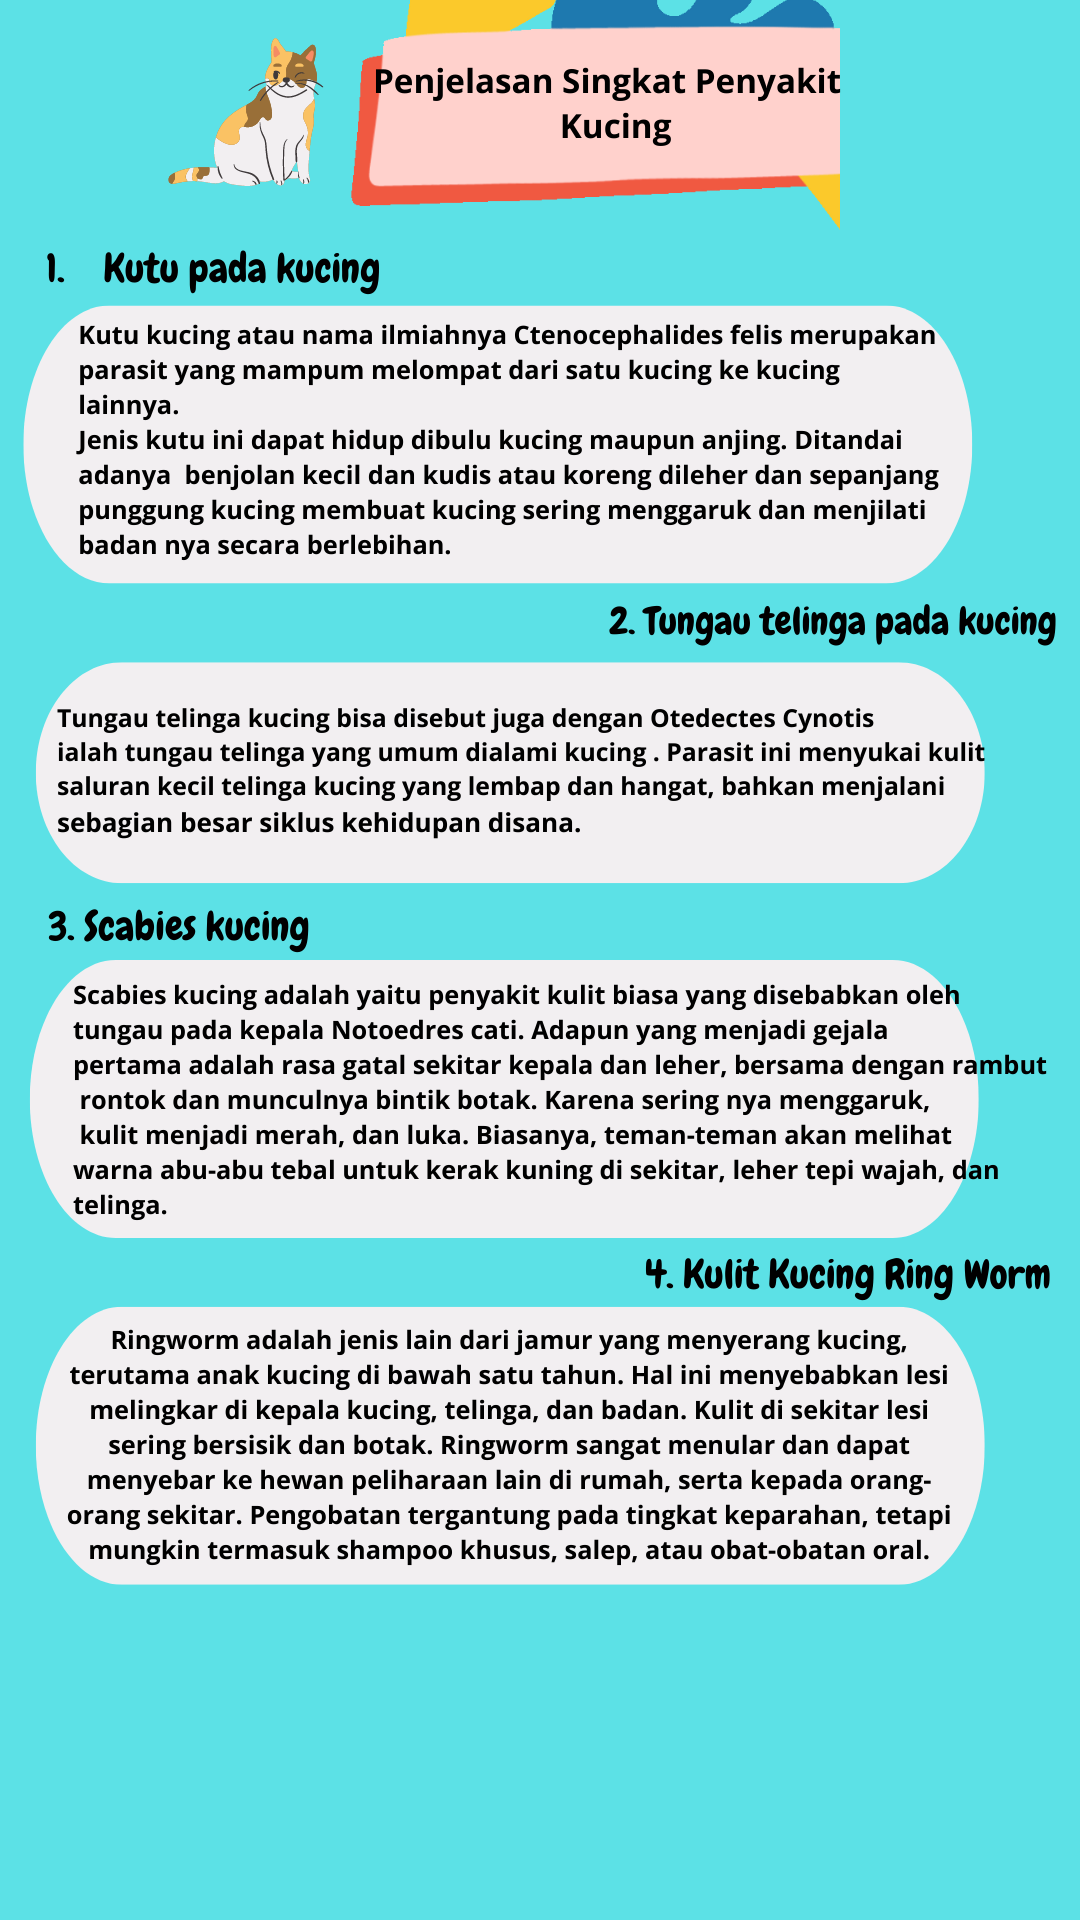 Penjelasan Singkat Penyakit
Kucing
1. Kutu pada kucing
Kutu kucing atau nama ilmiahnya Ctenocephalides felis merupakan
parasit yang mampum melompat dari satu kucing ke kucing
lainnya.
Jenis kutu ini dapat hidup dibulu kucing maupun anjing. Ditandai
adanya  benjolan kecil dan kudis atau koreng dileher dan sepanjang
punggung kucing membuat kucing sering menggaruk dan menjilati
badan nya secara berlebihan.
2. Tungau telinga pada kucing
Tungau telinga kucing bisa disebut juga dengan Otedectes Cynotis
ialah tungau telinga yang umum dialami kucing . Parasit ini menyukai kulit
saluran kecil telinga kucing yang lembap dan hangat, bahkan menjalani
sebagian besar siklus kehidupan disana.
3. Scabies kucing
Scabies kucing adalah yaitu penyakit kulit biasa yang disebabkan oleh
tungau pada kepala Notoedres cati. Adapun yang menjadi gejala
pertama adalah rasa gatal sekitar kepala dan leher, bersama dengan rambut
rontok dan munculnya bintik botak. Karena sering nya menggaruk,
kulit menjadi merah, dan luka. Biasanya, teman-teman akan melihat
warna abu-abu tebal untuk kerak kuning di sekitar, leher tepi wajah, dan
telinga.
4. Kulit Kucing Ring Worm
Ringworm adalah jenis lain dari jamur yang menyerang kucing,
terutama anak kucing di bawah satu tahun. Hal ini menyebabkan lesi
melingkar di kepala kucing, telinga, dan badan. Kulit di sekitar lesi
sering bersisik dan botak. Ringworm sangat menular dan dapat
menyebar ke hewan peliharaan lain di rumah, serta kepada orang-
orang sekitar. Pengobatan tergantung pada tingkat keparahan, tetapi
mungkin termasuk shampoo khusus, salep, atau obat-obatan oral.